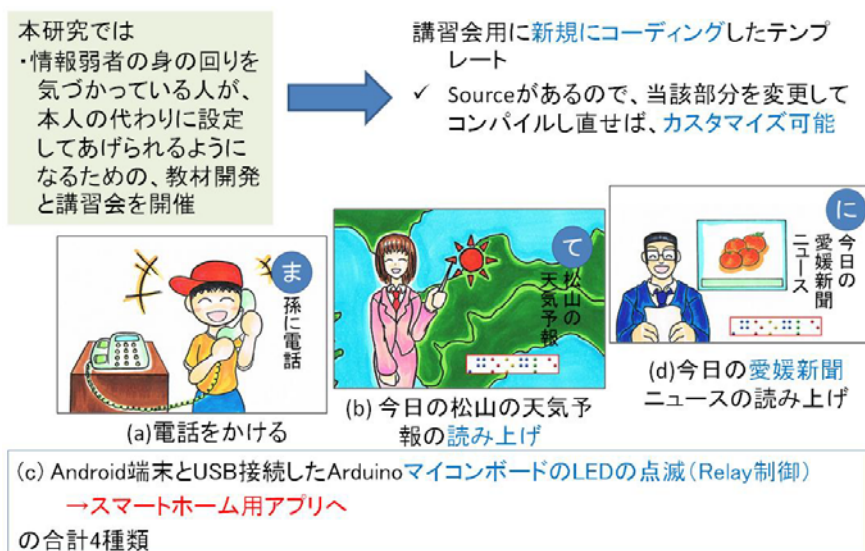 本研究では
・情報弱者の身の回りを
気づかっている人が、
本人の代わりに設定
してあげられるように
なるための、教材開発
と講習会を開催
講習会用に新規にコーディングしたテンプ
レート
✓ Sourceがあるので、当該部分を変更して
コンパイルし直せば、カスタマイズ可能
ま
孫に電話
(a)電話をかける
て
松山の
天気予報
(b) 今日の松山の天気予
報の読み上げ
に
今日の
愛媛新聞
ニュース
(d)今日の愛媛新聞
ニュースの読み上げ
(c) Android端末とUSB接続したArduinoマイコンボードのLEDの点滅(Relay制御)
→スマートホーム用アプリへ
の合計4種類